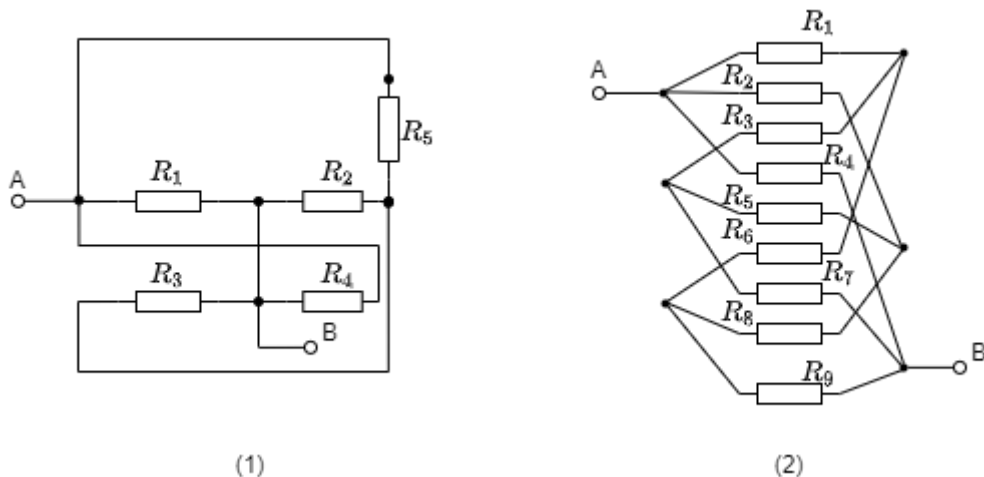 A
R₁
R₂
R₅
R₃
R₄
B
(1)
A
R₁
R₂
R₃
R₄
R₅
R₆
R₇
R₈
R₉
B
(2)